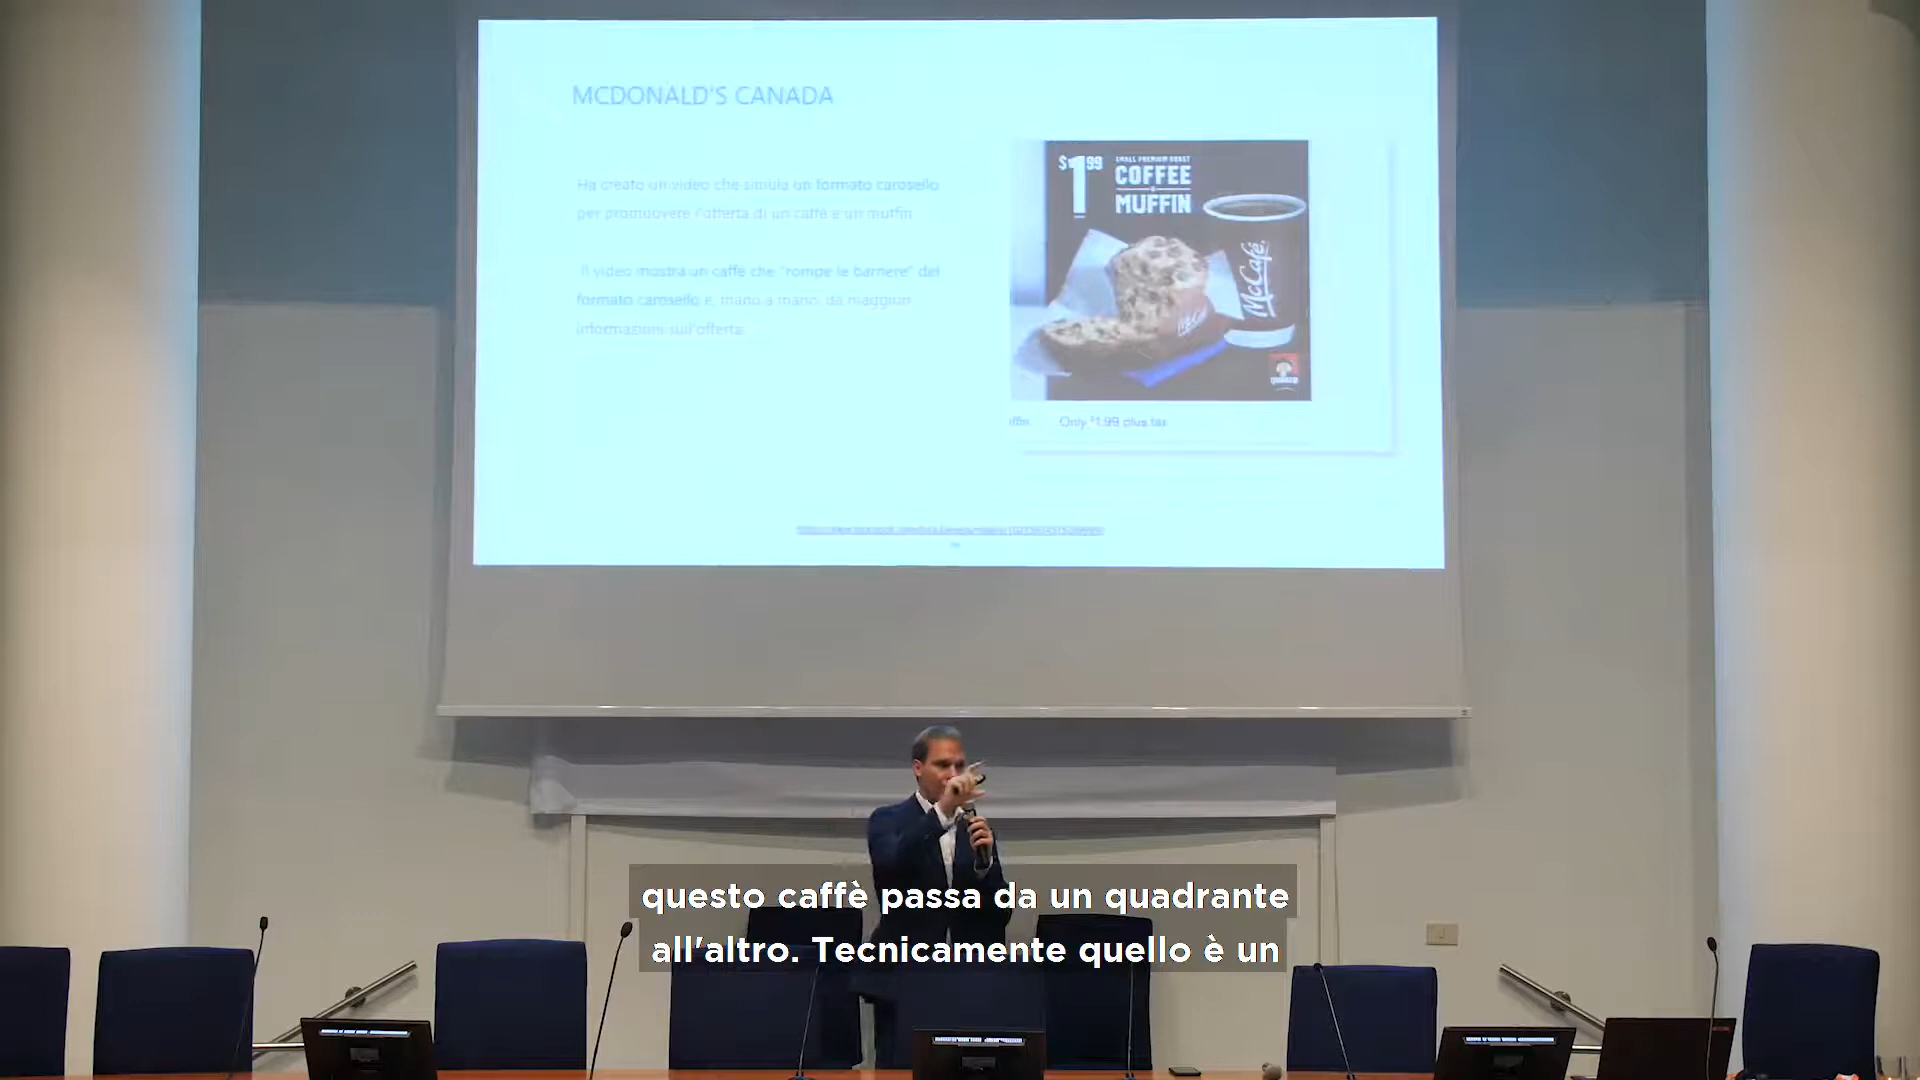 MCDONALD'S CANADA
Ha creato un video che simula un formato carosello
per promuovere l'offerta di un caffè e un muffin
Il video mostra un caffè che "rompe le barriere" del
formato carosello e, mano a mano, dà maggiori
informazioni sull'offerta.
$1.99
SMALL PREMIUM ROAST
COFFEE
MUFFIN
McCafé
Only $1.99 plus tax
questo caffè passa da un quadrante
all'altro. Tecnicamente quello è un